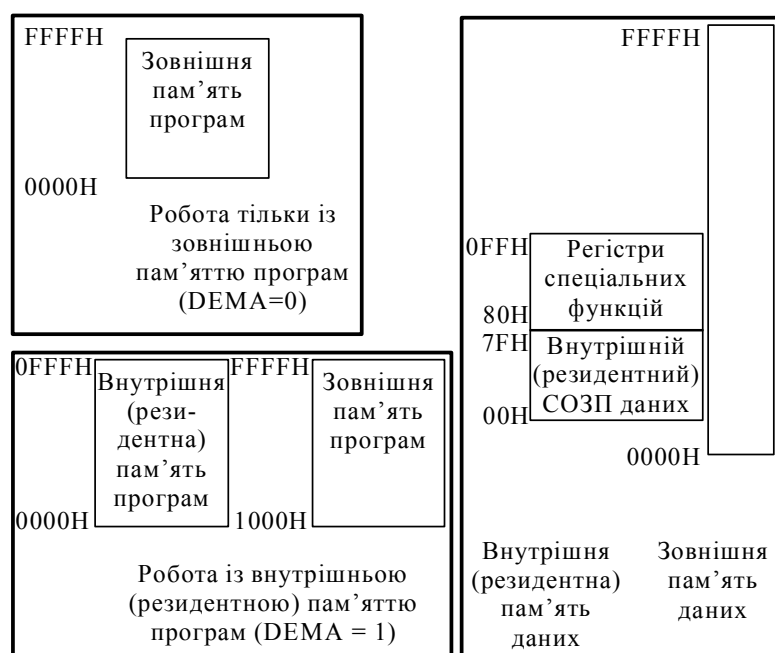 FFFFH
Зовнішня
пам’ять
програм
0000H
Робота тільки із
зовнішньою
пам’яттю програм
(DEMA=0)
0FFFH
Внутрішня
(рези-
дентна)
пам’ять
програм
0000H
FFFFH
Зовнішня
пам’ять
програм
1000H
Робота із внутрішньою
(резидентною) пам’яттю
програм (DEMA = 1)
FFFFH
0FFH
Регістри
спеціальних
функцій
80H
7FH
Внутрішній
(резидентний)
СОЗП даних
00H
0000H
Внутрішня
(резидентна)
пам’ять
даних
Зовнішня
пам’ять
даних